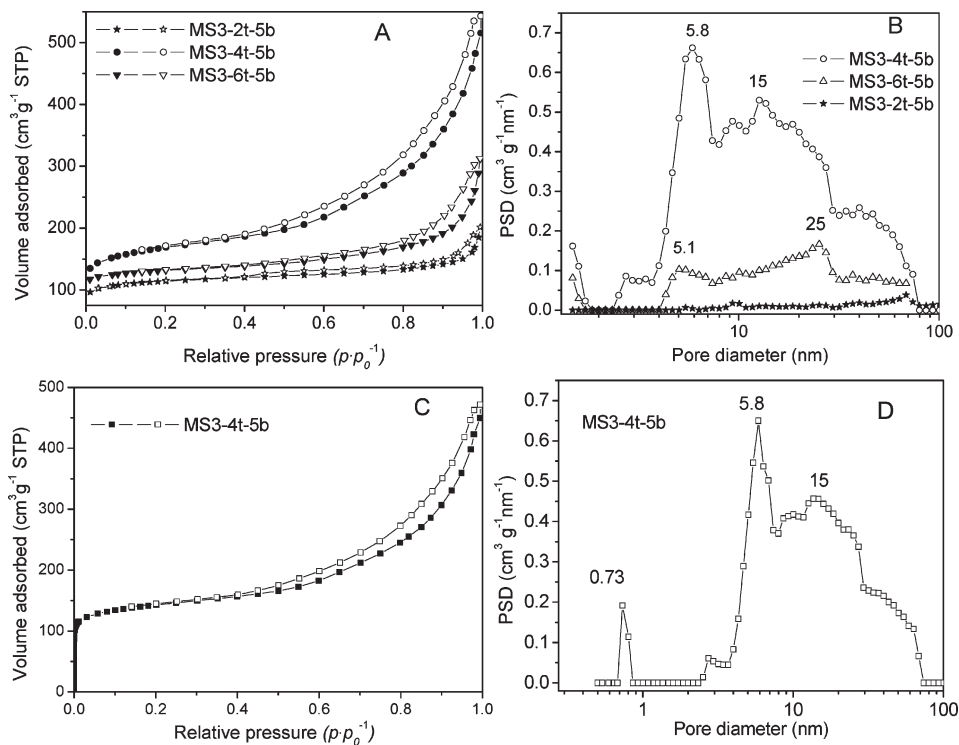 A
MS3-2t-5b
MS3-4t-5b
MS3-6t-5b
500
400
300
200
100
0.0 0.2 0.4 0.6 0.8 1.0
Volume adsorbed (cm³g⁻¹ STP)
Relative pressure (p·p₀⁻¹)
B
5.8
15
MS3-4t-5b
MS3-6t-5b
MS3-2t-5b
25
5.1
0.7
0.6
0.5
0.4
0.3
0.2
0.1
0.0
10 100
PSD (cm³ g⁻¹nm⁻¹)
Pore diameter (nm)
C
MS3-4t-5b
500
400
300
200
100
0
0.0 0.2 0.4 0.6 0.8 1.0
Volume adsorbed (cm³g⁻¹ STP)
Relative pressure (p·p₀⁻¹)
D
MS3-4t-5b
5.8
15
0.73
0.7
0.6
0.5
0.4
0.3
0.2
0.1
0.0
1 10 100
PSD (cm³ g⁻¹nm⁻¹)
Pore diameter (nm)